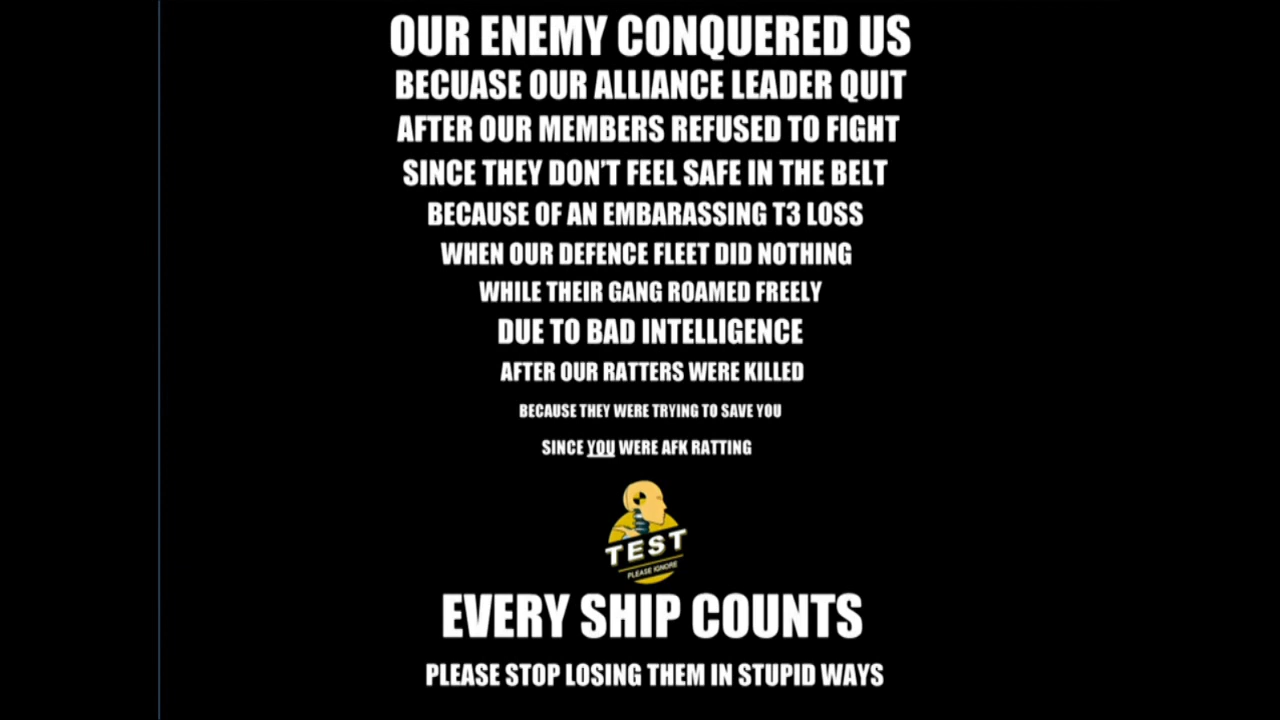 OUR ENEMY CONQUERED US
BECUASE OUR ALLIANCE LEADER QUIT
AFTER OUR MEMBERS REFUSED TO FIGHT
SINCE THEY DON'T FEEL SAFE IN THE BELT
BECAUSE OF AN EMBARASSING T3 LOSS
WHEN OUR DEFENCE FLEET DID NOTHING
WHILE THEIR GANG ROAMED FREELY
DUE TO BAD INTELLIGENCE
AFTER OUR RATTERS WERE KILLED
BECAUSE THEY WERE TRYING TO SAVE YOU
SINCE YOU WERE AFK RATTING
TEST
PLEASE IGNORE
EVERY SHIP COUNTS
PLEASE STOP LOSING THEM IN STUPID WAYS